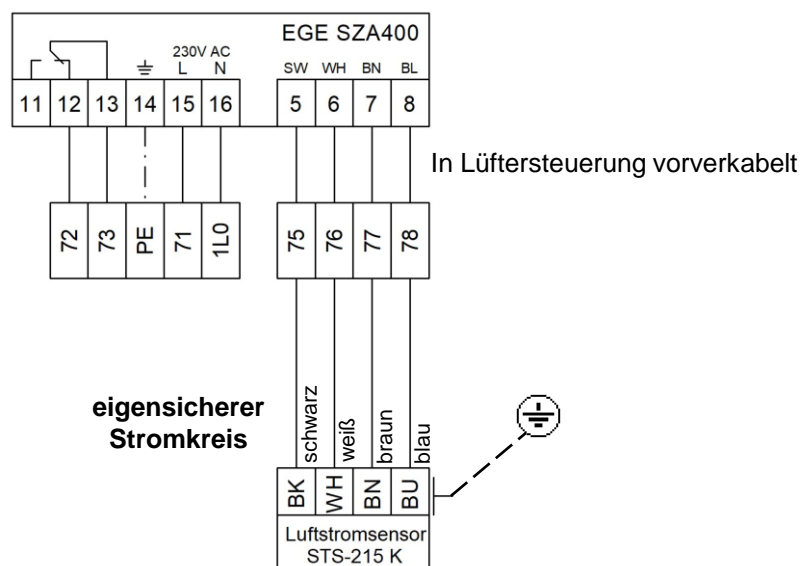 EGE SZA400
230V AC
L N
SW WH BN BL
11 12 13 14 15 16
5 6 7 8
In Lüftersteuerung vorverkabelt
72 73 PE 71 1L0
75 76 77 78
eigensicherer
Stromkreis
schwarz
weiß
braun
blau
BK WH BN BU
Luftstromsensor
STS-215 K